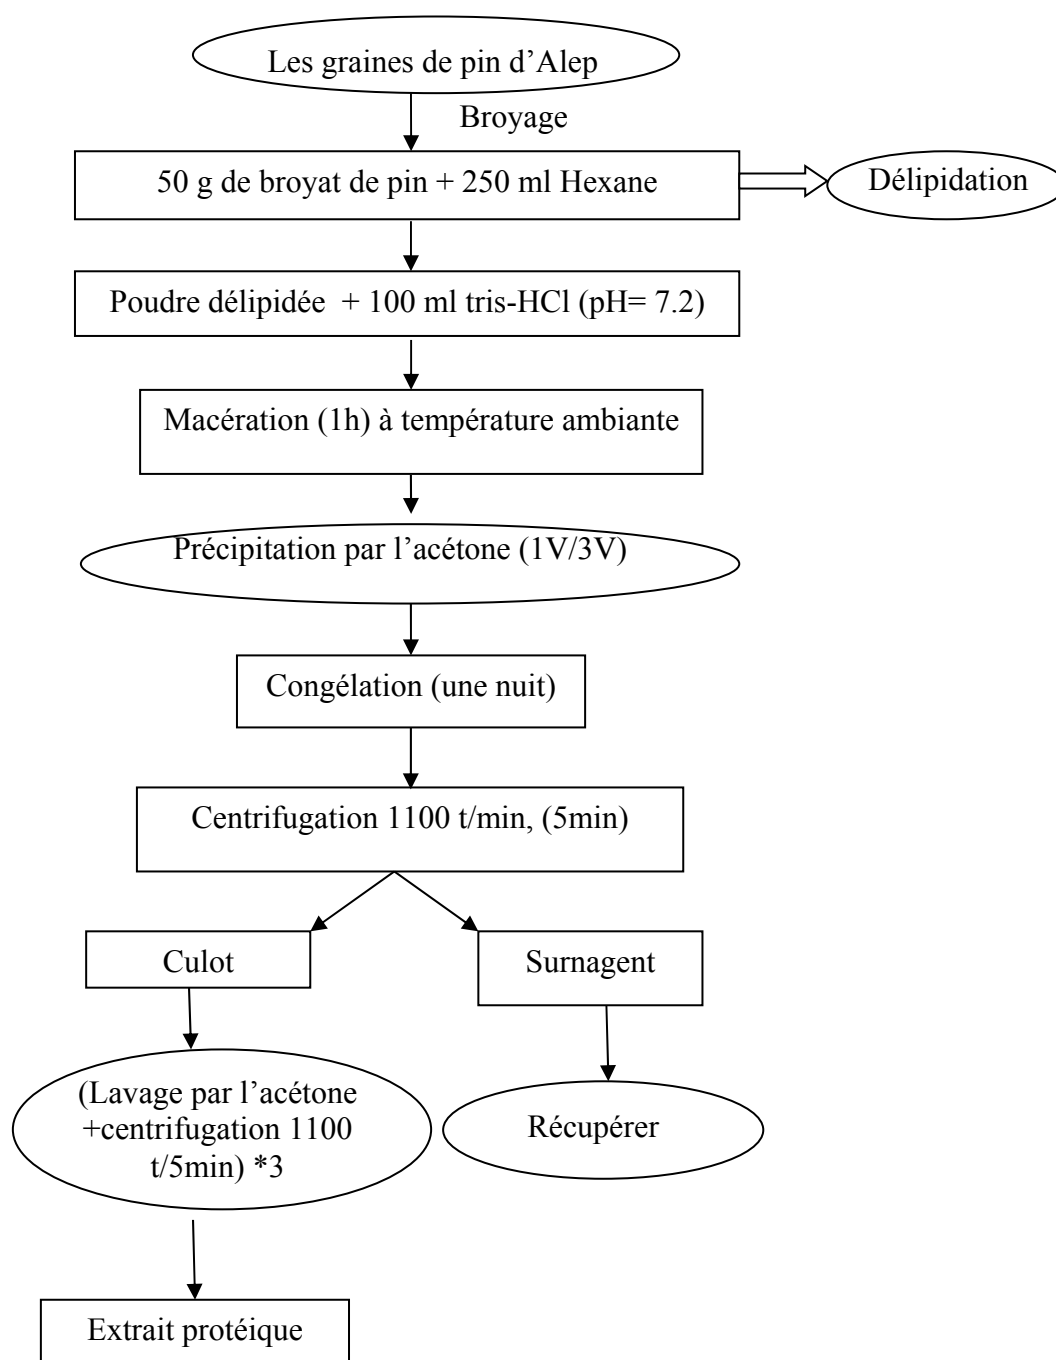 Les graines de pin d’Alep
Broyage
50 g de broyat de pin + 250 ml Hexane
Délipidation
Poudre délipidée + 100 ml tris-HCl (pH= 7.2)
Macération (1h) à température ambiante
Précipitation par l’acétone (1V/3V)
Congélation (une nuit)
Centrifugation 1100 t/min, (5min)
Culot
Surnagent
(Lavage par l’acétone
+centrifugation 1100
t/5min) *3
Récupérer
Extrait protéique